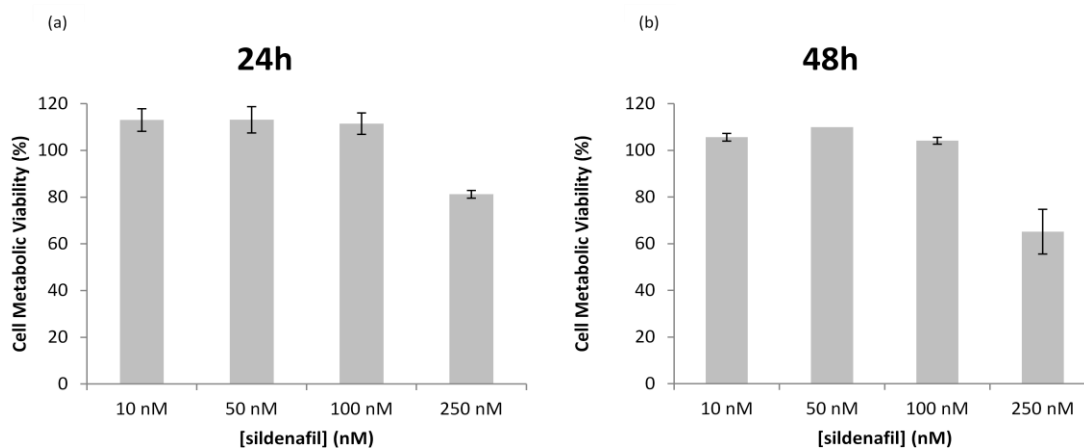 (a)
24h
Cell Metabolic Viability (%)
120
100
80
60
40
20
0
10 nM 50 nM 100 nM 250 nM
[sildenafil] (nM)
(b)
48h
Cell Metabolic Viability (%)
120
100
80
60
40
20
0
10 nM 50 nM 100 nM 250 nM
[sildenafil] (nM)